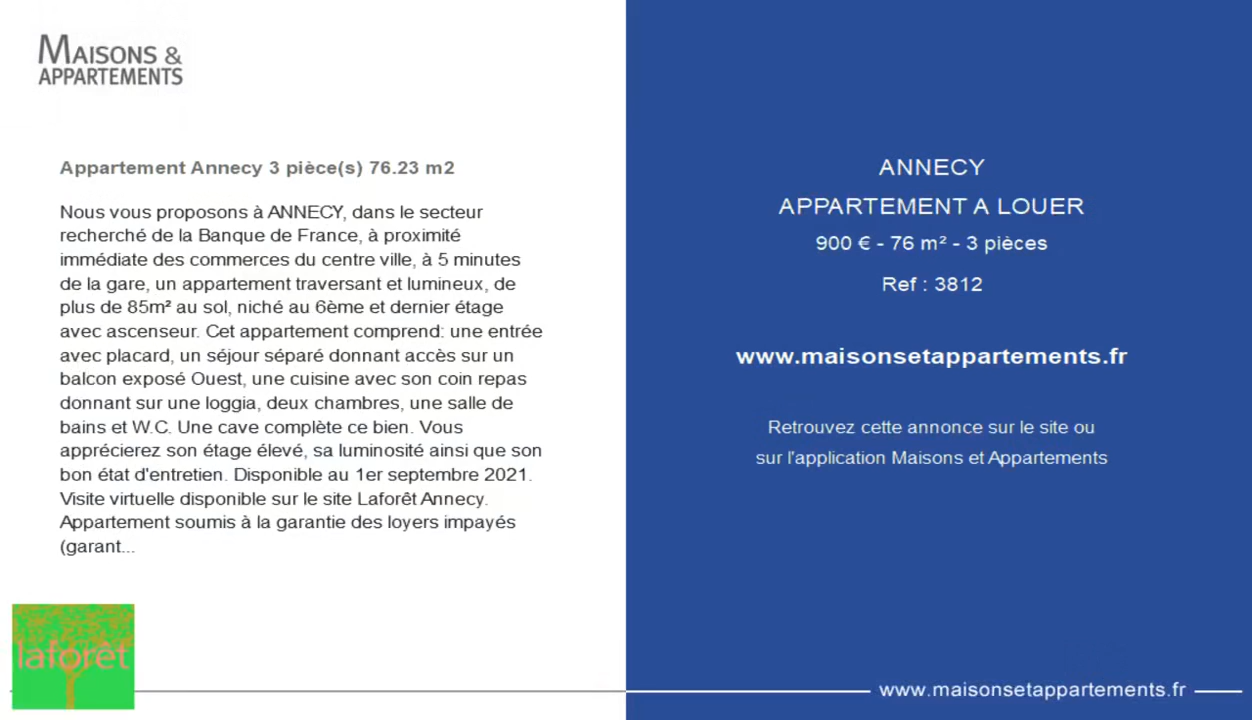 MAISONS &
APPARTEMENTS
Appartement Annecy 3 pièce(s) 76.23 m2
Nous vous proposons à ANNECY, dans le secteur
recherché de la Banque de France, à proximité
immédiate des commerces du centre ville, à 5 minutes
de la gare, un appartement traversant et lumineux, de
plus de 85m² au sol, niché au 6ème et dernier étage
avec ascenseur. Cet appartement comprend: une entrée
avec placard, un séjour séparé donnant accès sur un
balcon exposé Ouest, une cuisine avec son coin repas
donnant sur une loggia, deux chambres, une salle de
bains et W.C. Une cave complète ce bien. Vous
apprécierez son étage élevé, sa luminosité ainsi que son
bon état d'entretien. Disponible au 1er septembre 2021.
Visite virtuelle disponible sur le site Laforêt Annecy.
Appartement soumis à la garantie des loyers impayés
(garant...
laforêt
ANNECY
APPARTEMENT A LOUER
900 € - 76 m² - 3 pièces
Ref : 3812
www.maisonsetappartements.fr
Retrouvez cette annonce sur le site ou
sur l'application Maisons et Appartements
www.maisonsetappartements.fr